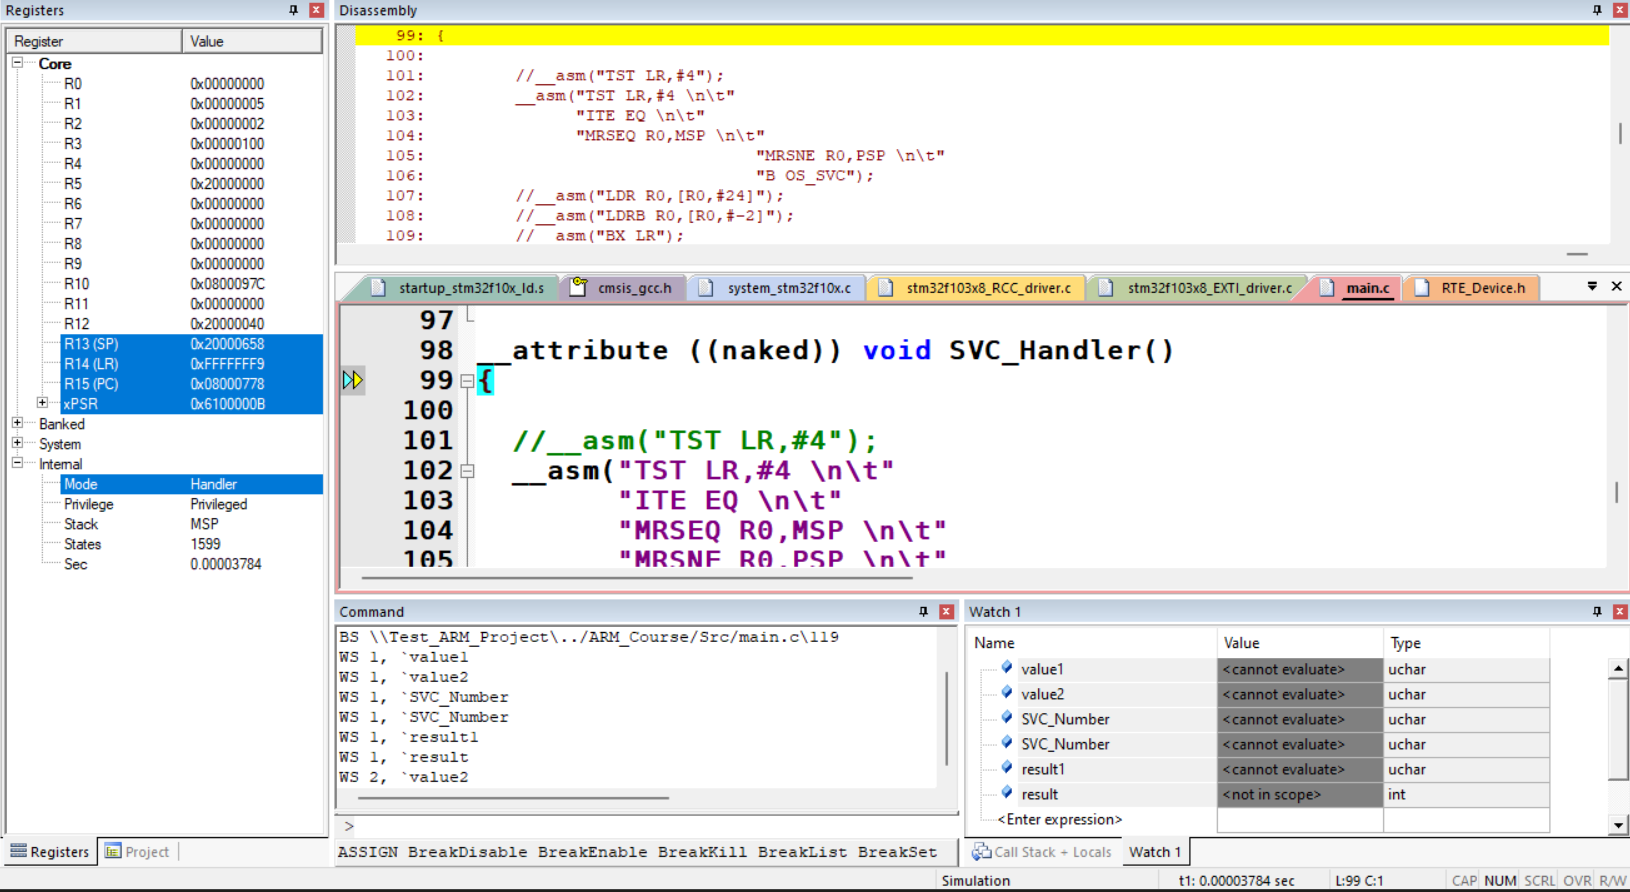 Registers
Register Value
Core
R0 0x00000000
R1 0x00000005
R2 0x00000002
R3 0x00000100
R4 0x00000000
R5 0x20000000
R6 0x00000000
R7 0x00000000
R8 0x00000000
R9 0x00000000
R10 0x0800097C
R11 0x00000000
R12 0x20000040
R13 (SP) 0x20000658
R14 (LR) 0xFFFFFFF9
R15 (PC) 0x08000778
xPSR 0x6100000B
Banked
System
Internal
Mode Handler
Privilege Privileged
Stack MSP
States 1599
Sec 0.00003784
Registers Project
Disassembly
99: {
100:
101: //__asm("TST LR,#4");
102: __asm("TST LR,#4 \n\t"
103: "ITE EQ \n\t"
104: "MRSEQ R0,MSP \n\t"
105: "MRSNE R0,PSP \n\t"
106: "B OS_SVC");
107: //__asm("LDR R0,[R0,#24]");
108: //__asm("LDRB R0,[R0,#-2]");
109: //__asm("BX LR");
startup_stm32f10x_ld.s cmsis_gcc.h system_stm32f10x.c stm32f103x8_RCC_driver.c stm32f103x8_EXTI_driver.c main.c RTE_Device.h
97
98 __attribute ((naked)) void SVC_Handler()
99 {
100
101 //__asm("TST LR,#4");
102 __asm("TST LR,#4 \n\t"
103 "ITE EQ \n\t"
104 "MRSEQ R0,MSP \n\t"
105 "MRSNE R0,PSP \n\t"
Command
BS \\Test_ARM_Project\../ARM_Course/Src/main.c\119
WS 1, `value1
WS 1, `value2
WS 1, `SVC_Number
WS 1, `SVC_Number
WS 1, `result1
WS 1, `result
WS 2, `value2
>
ASSIGN BreakDisable BreakEnable BreakKill BreakList BreakSet
Watch 1
Name Value Type
value1 <cannot evaluate> uchar
value2 <cannot evaluate> uchar
SVC_Number <cannot evaluate> uchar
SVC_Number <cannot evaluate> uchar
result1 <cannot evaluate> uchar
result <not in scope> int
<Enter expression>
Call Stack + Locals Watch 1
Simulation t1: 0.00003784 sec L:99 C:1 CAP NUM SCRL OVR R/W